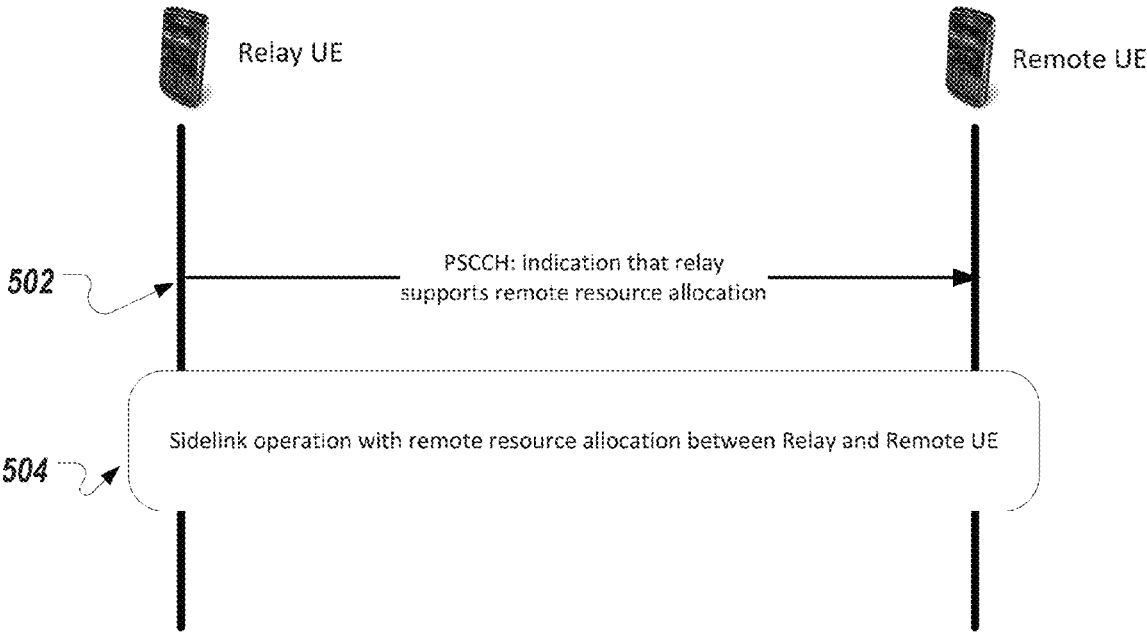 Relay UE
Remote UE
PSCCH: indication that relay
supports remote resource allocation
502
Sidelink operation with remote resource allocation between Relay and Remote UE
504